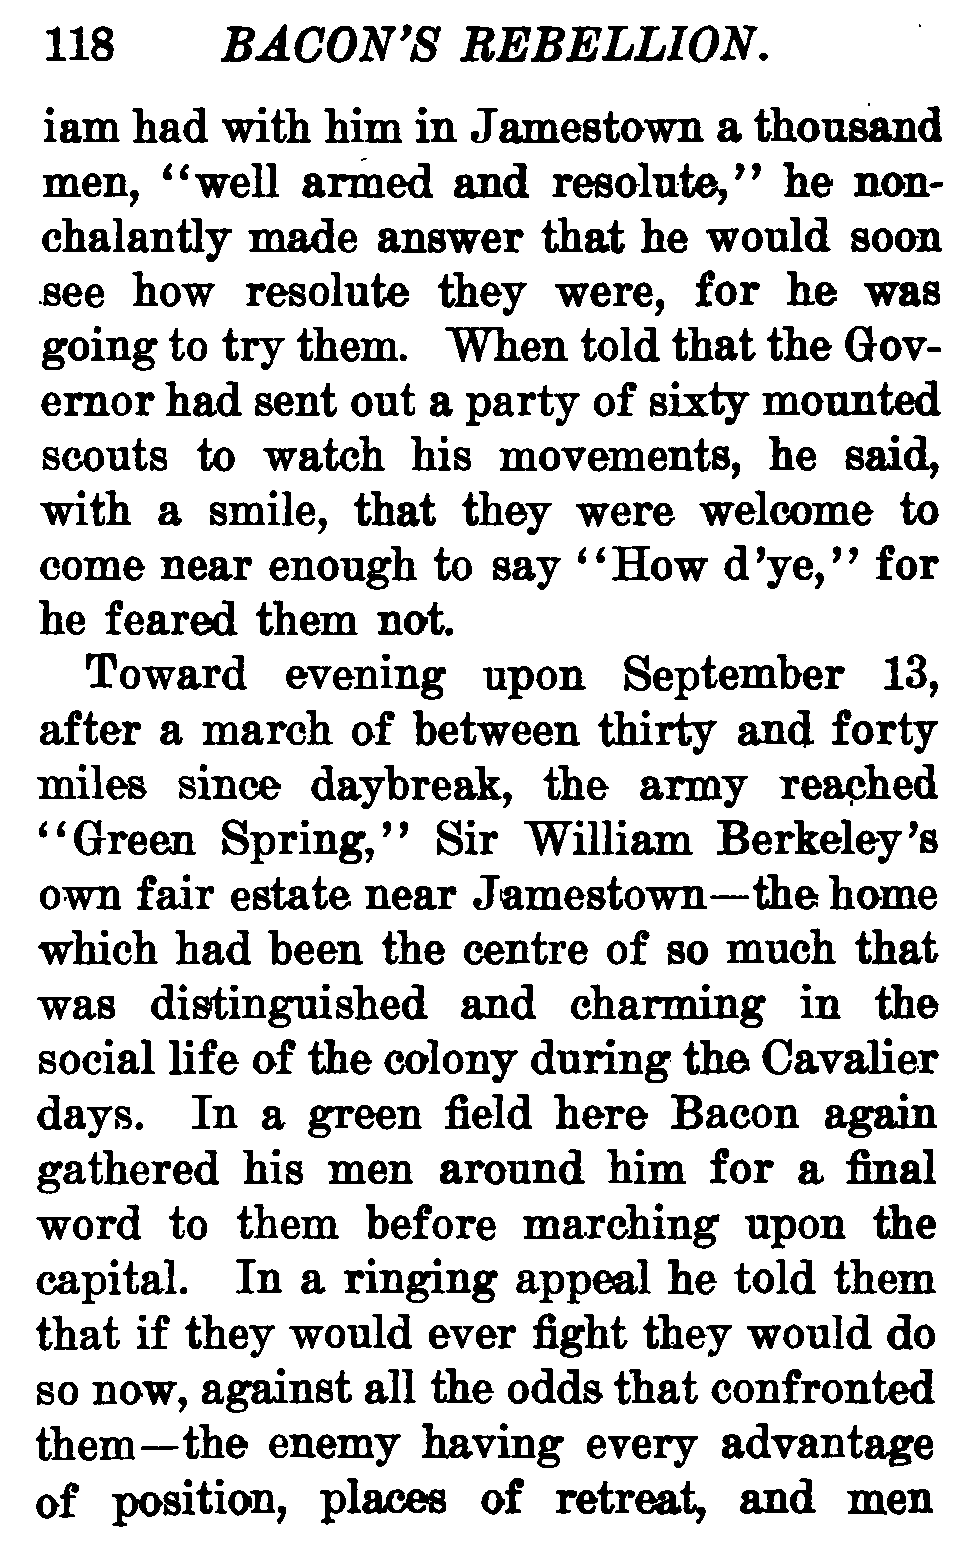 118 BACON'S REBELLION.
iam had with him in Jamestown a thousand
men, "well armed and resolute," he non-
chalantly made answer that he would soon
see how resolute they were, for he was
going to try them. When told that the Gov-
ernor had sent out a party of sixty mounted
scouts to watch his movements, he said,
with a smile, that they were welcome to
come near enough to say "How d'ye," for
he feared them not.
Toward evening upon September 13,
after a march of between thirty and forty
miles since daybreak, the army reached
"Green Spring," Sir William Berkeley's
own fair estate near Jamestown—the home
which had been the centre of so much that
was distinguished and charming in the
social life of the colony during the Cavalier
days. In a green field here Bacon again
gathered his men around him for a final
word to them before marching upon the
capital. In a ringing appeal he told them
that if they would ever fight they would do
so now, against all the odds that confronted
them—the enemy having every advantage
of position, places of retreat, and men